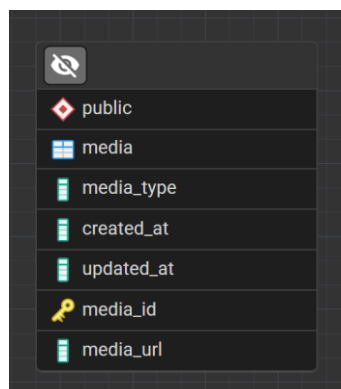 public
media
media_type
created_at
updated_at
media_id
media_url